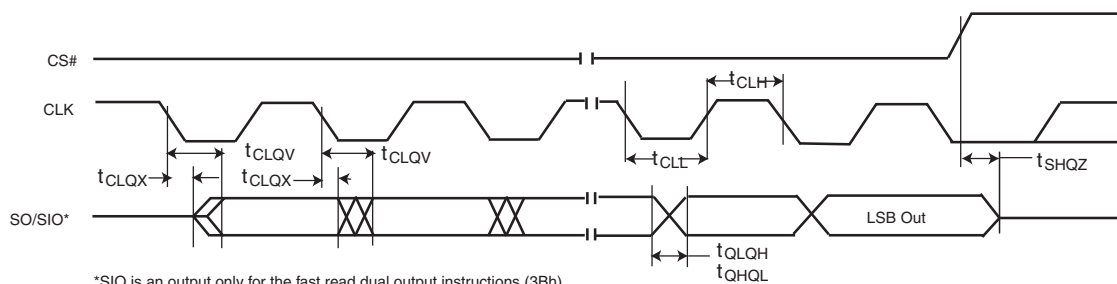 CS#
tCLH
CLK
tCLQV
tCLQV
tCLL
tSHQZ
tCLQX
tCLQX
SO/SIO*
LSB Out
tQLQH
tQHQL
*SIO is an output only for the fast read dual output instructions (3Bh)